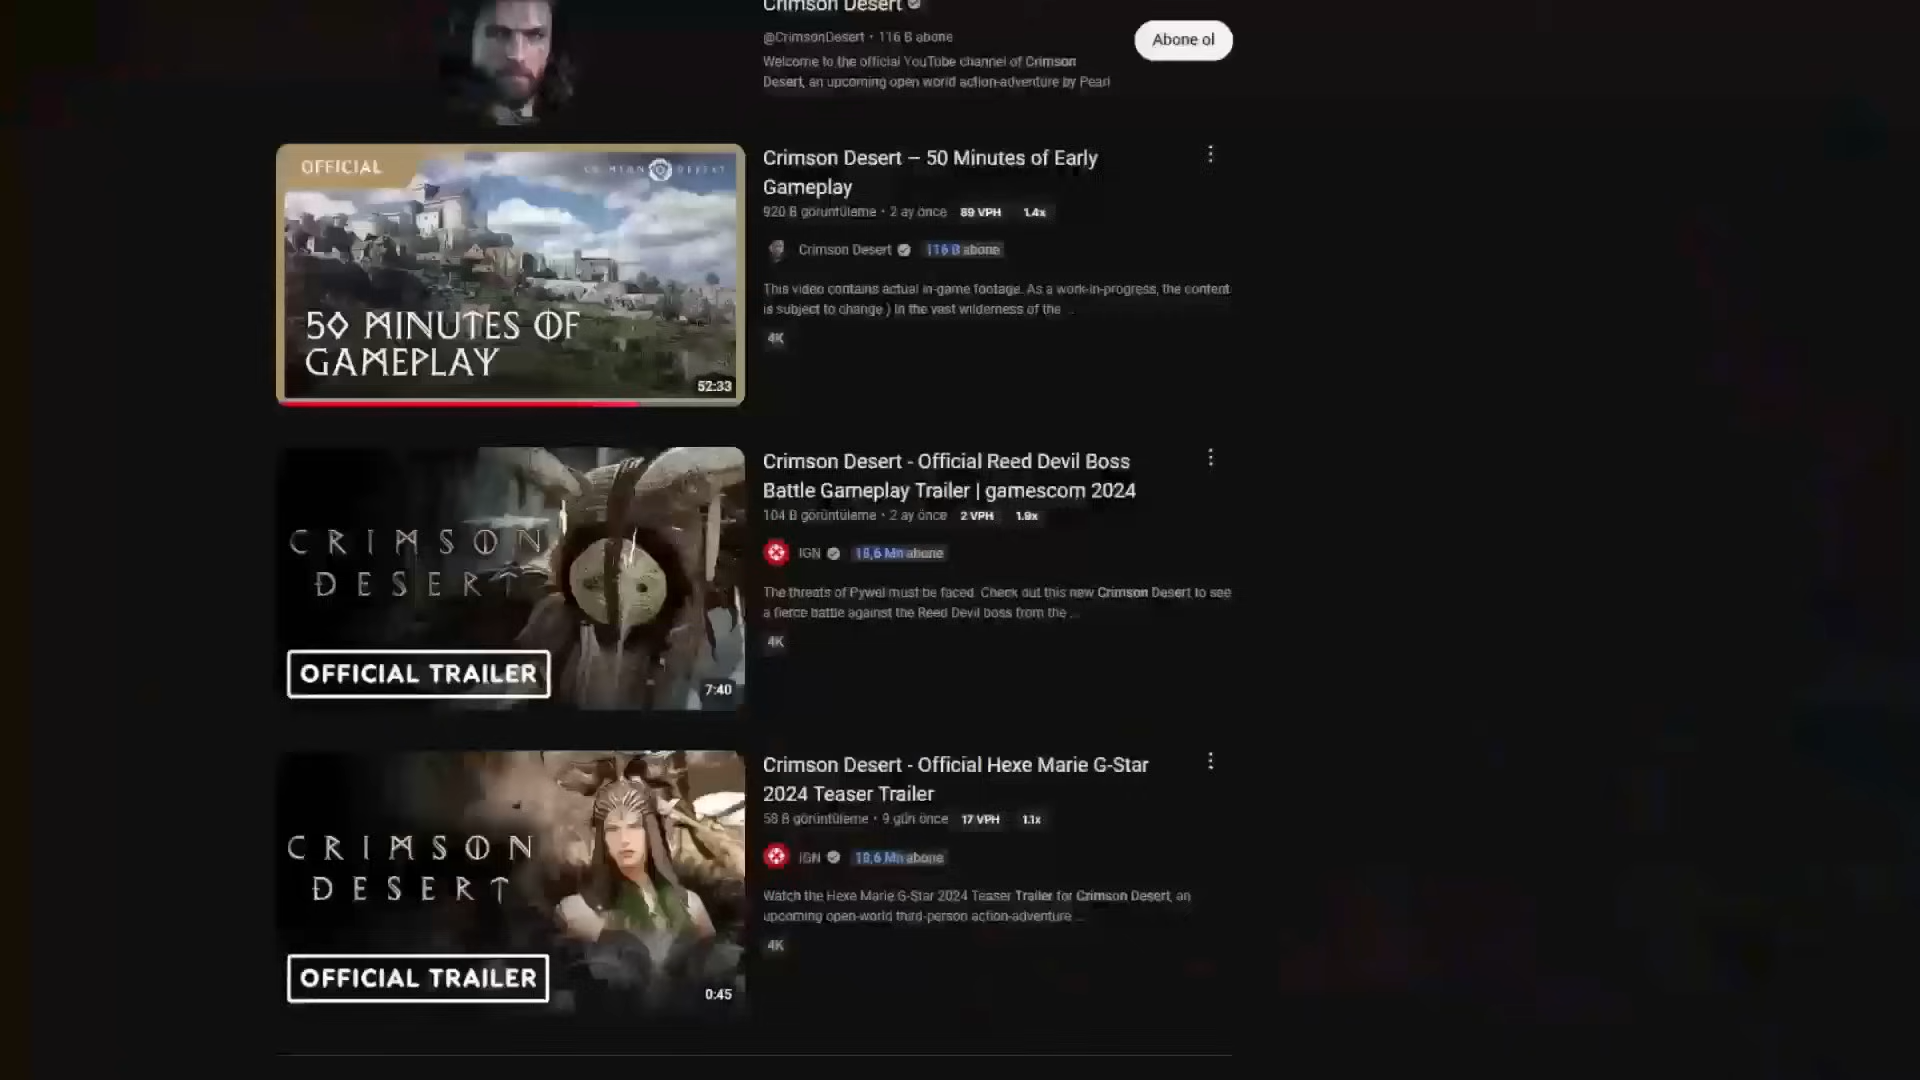 Crimson Desert
@CrimsonDesert • 116 B abone
Abone ol
Welcome to the official YouTube channel of Crimson
Desert, an upcoming open world action-adventure by Pearl
OFFICIAL
CRIMSON DESERT
50 MINUTES OF
GAMEPLAY
52:33
Crimson Desert – 50 Minutes of Early
Gameplay
920 B görüntüleme • 2 ay önce 89 VPH 1.4x
Crimson Desert 116 B abone
This video contains actual in-game footage. As a work-in-progress, the content
is subject to change.) In the vast wilderness of the ...
4K
CRIMSON
DESERT
OFFICIAL TRAILER
7:40
Crimson Desert - Official Reed Devil Boss
Battle Gameplay Trailer | gamescom 2024
104 B görüntüleme • 2 ay önce 2 VPH 1.9x
IGN 18,6 Mn abone
The threats of Pywel must be faced. Check out this new Crimson Desert to see
a fierce battle against the Reed Devil boss from the ...
4K
CRIMSON
DESERT
OFFICIAL TRAILER
0:45
Crimson Desert - Official Hexe Marie G-Star
2024 Teaser Trailer
58 B görüntüleme • 9 gün önce 17 VPH 1.1x
IGN 18,6 Mn abone
Watch the Hexe Marie G-Star 2024 Teaser Trailer for Crimson Desert, an
upcoming open-world third-person action-adventure ...
4K